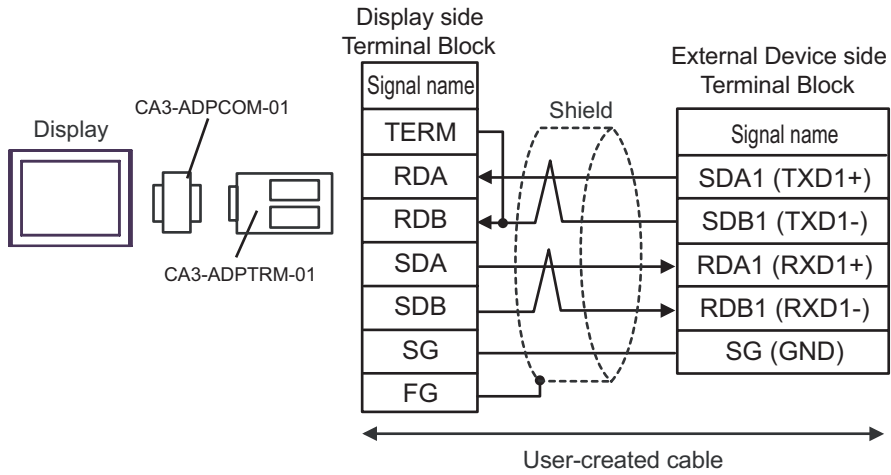 Display side
Terminal Block
External Device side
Terminal Block
CA3-ADPCOM-01
Display
CA3-ADPTRM-01
Shield
Signal name
TERM
RDA
RDB
SDA
SDB
SG
FG
Signal name
SDA1 (TXD1+)
SDB1 (TXD1-)
RDA1 (RXD1+)
RDB1 (RXD1-)
SG (GND)
User-created cable